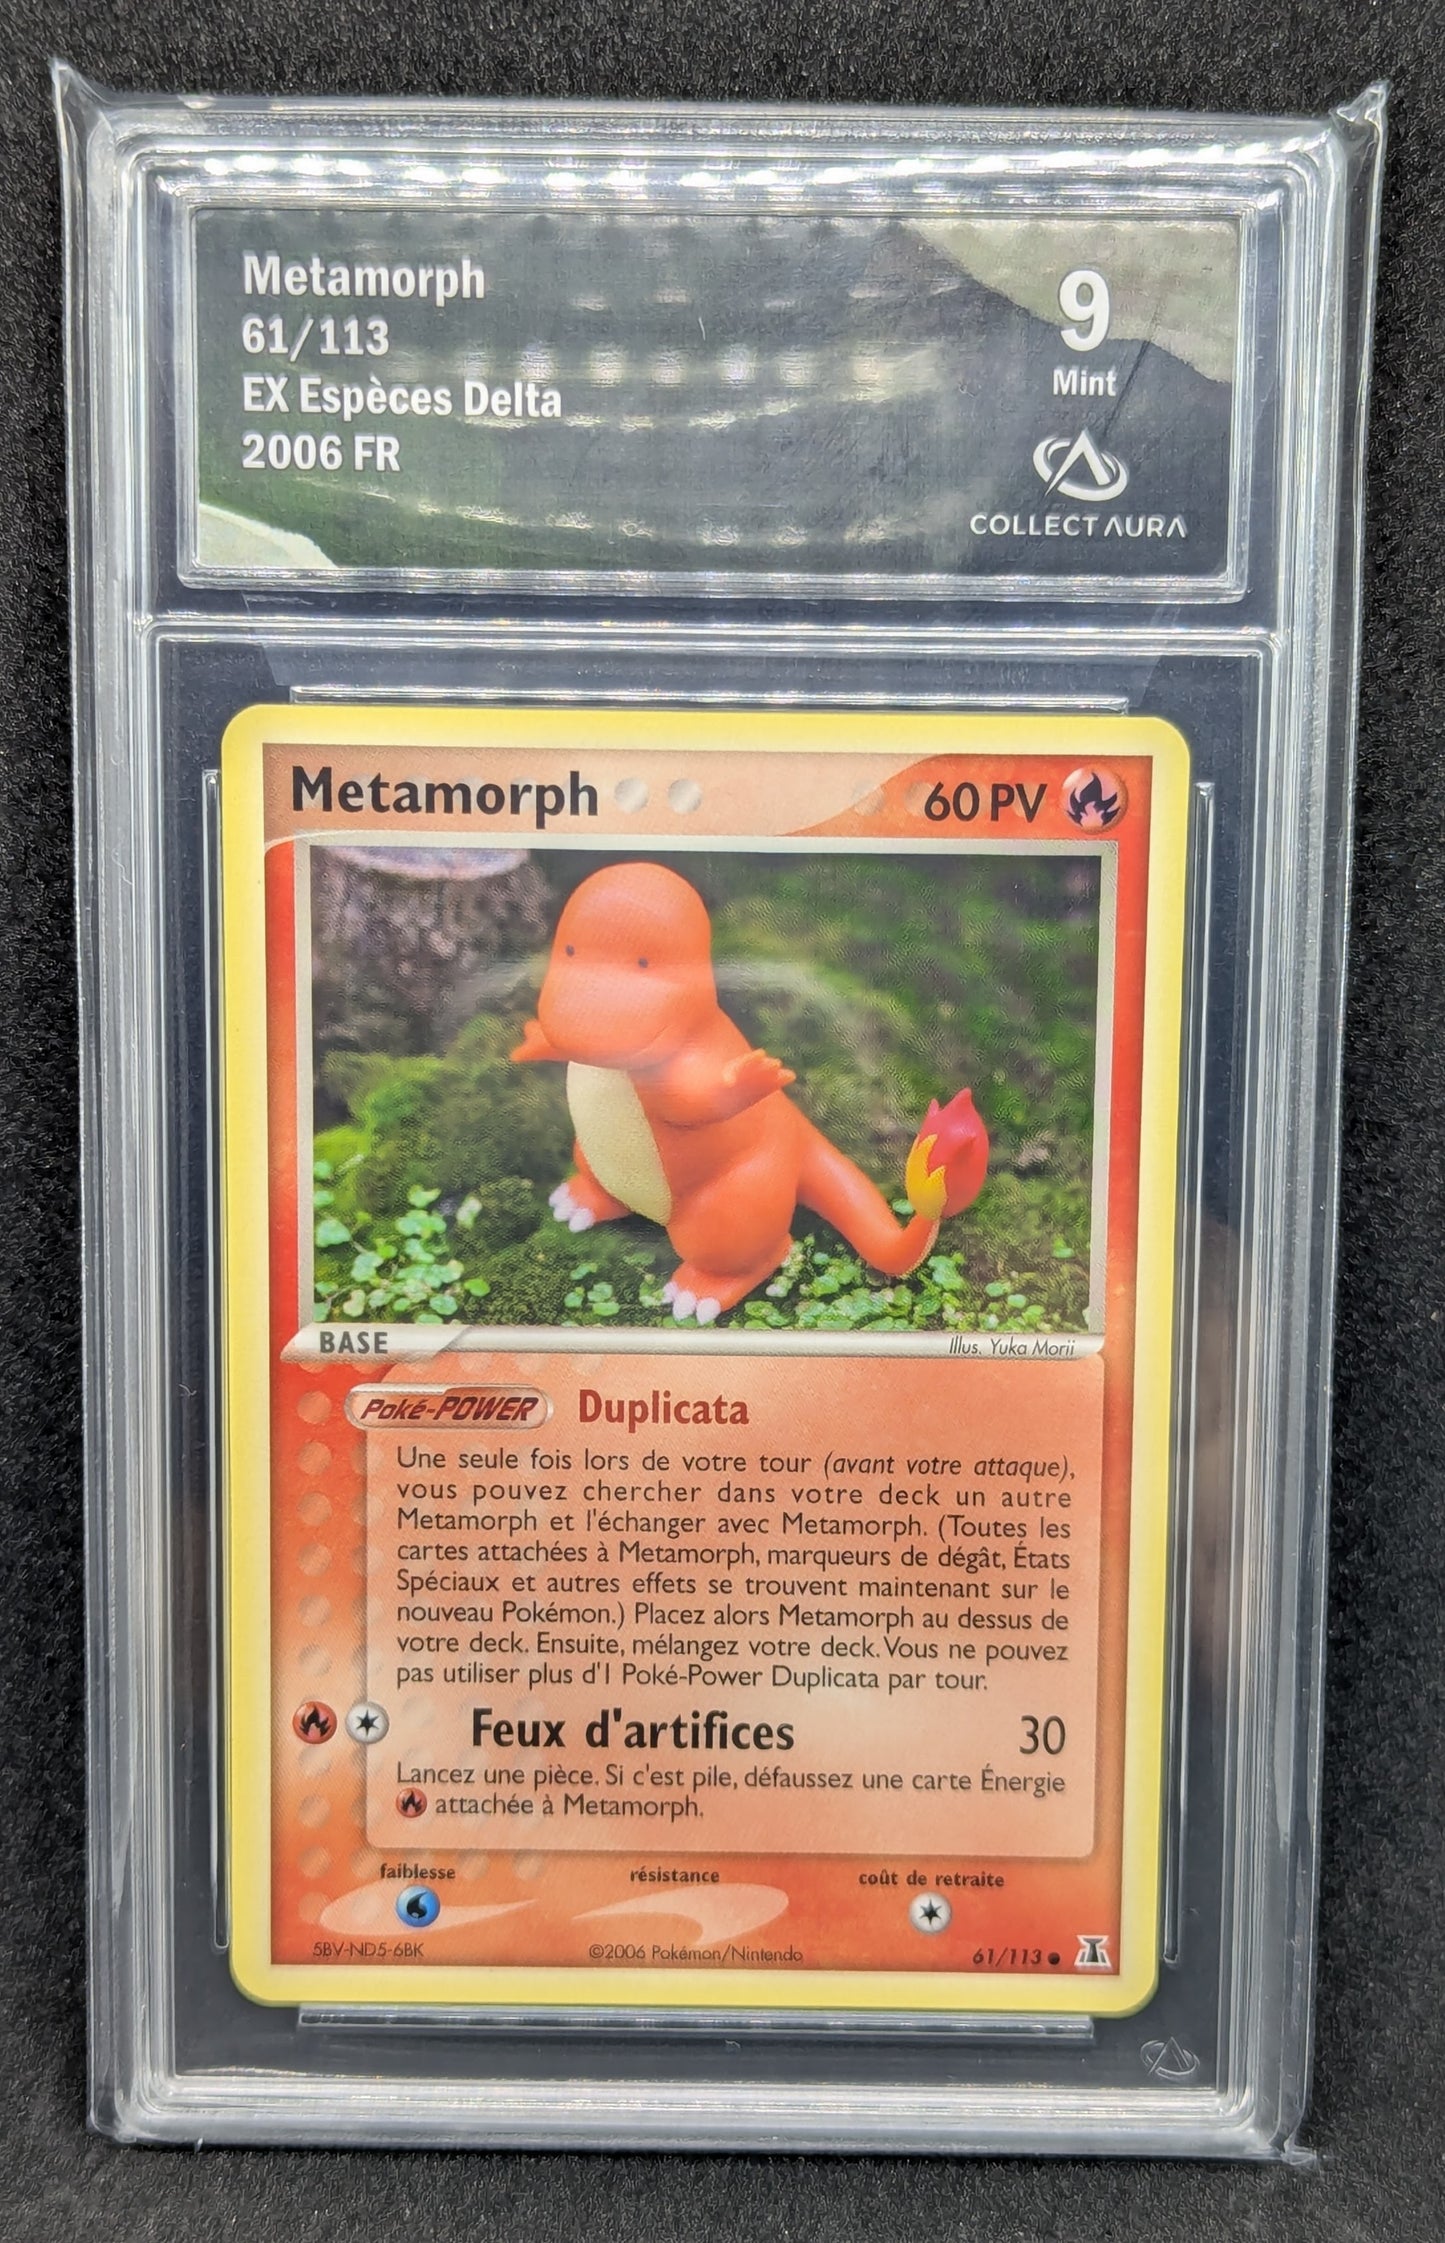 Metamorph
61/113
EX Espèces Delta
2006 FR
9
Mint
COLLECT AURA
Metamorph
60 PV
BASE
Illus. Yuka Morii
Poké-POWER Duplicata
Une seule fois lors de votre tour (avant votre attaque),
vous pouvez chercher dans votre deck un autre
Metamorph et l'échanger avec Metamorph. (Toutes les
cartes attachées à Metamorph, marqueurs de dégât, États
Spéciaux et autres effets se trouvent maintenant sur le
nouveau Pokémon.) Placez alors Metamorph au dessus de
votre deck. Ensuite, mélangez votre deck. Vous ne pouvez
pas utiliser plus d'1 Poké-Power Duplicata par tour.
Feux d'artifices 30
Lancez une pièce. Si c'est pile, défaussez une carte Énergie
attachée à Metamorph.
faiblesse résistance coût de retraite
5BV-ND5-6BK ©2006 Pokémon/Nintendo 61/113